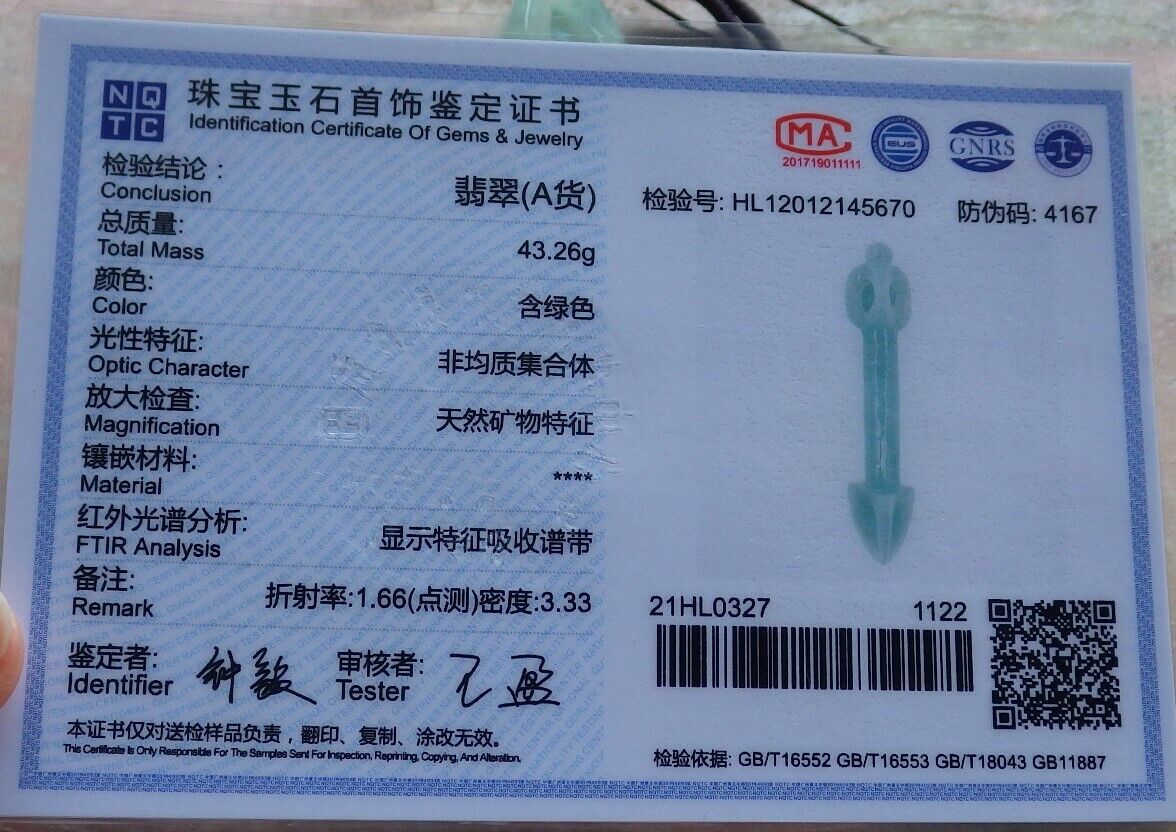 NQ
TC
珠宝玉石首饰鉴定证书
Identification Certificate Of Gems & Jewelry
检验结论：
Conclusion
翡翠(A货)
总质量:
Total Mass
43.26g
颜色:
Color
含绿色
光性特征:
Optic Character
非均质集合体
放大检查:
Magnification
天然矿物特征
镶嵌材料:
Material
****
红外光谱分析:
FTIR Analysis
显示特征吸收谱带
备注:
Remark
折射率:1.66(点测)密度:3.33
鉴定者:
Identifier
审核者:
Tester
本证书仅对送检样品负责，翻印、复制、涂改无效。
This Certificate Is Only Responsible For The Samples Sent For Inspection, Reprinting, Copying, And Alteration.
MA
201719011111
GNRS
检验号: HL12012145670
防伪码: 4167
21HL0327
1122
检验依据: GB/T16552 GB/T16553 GB/T18043 GB11887